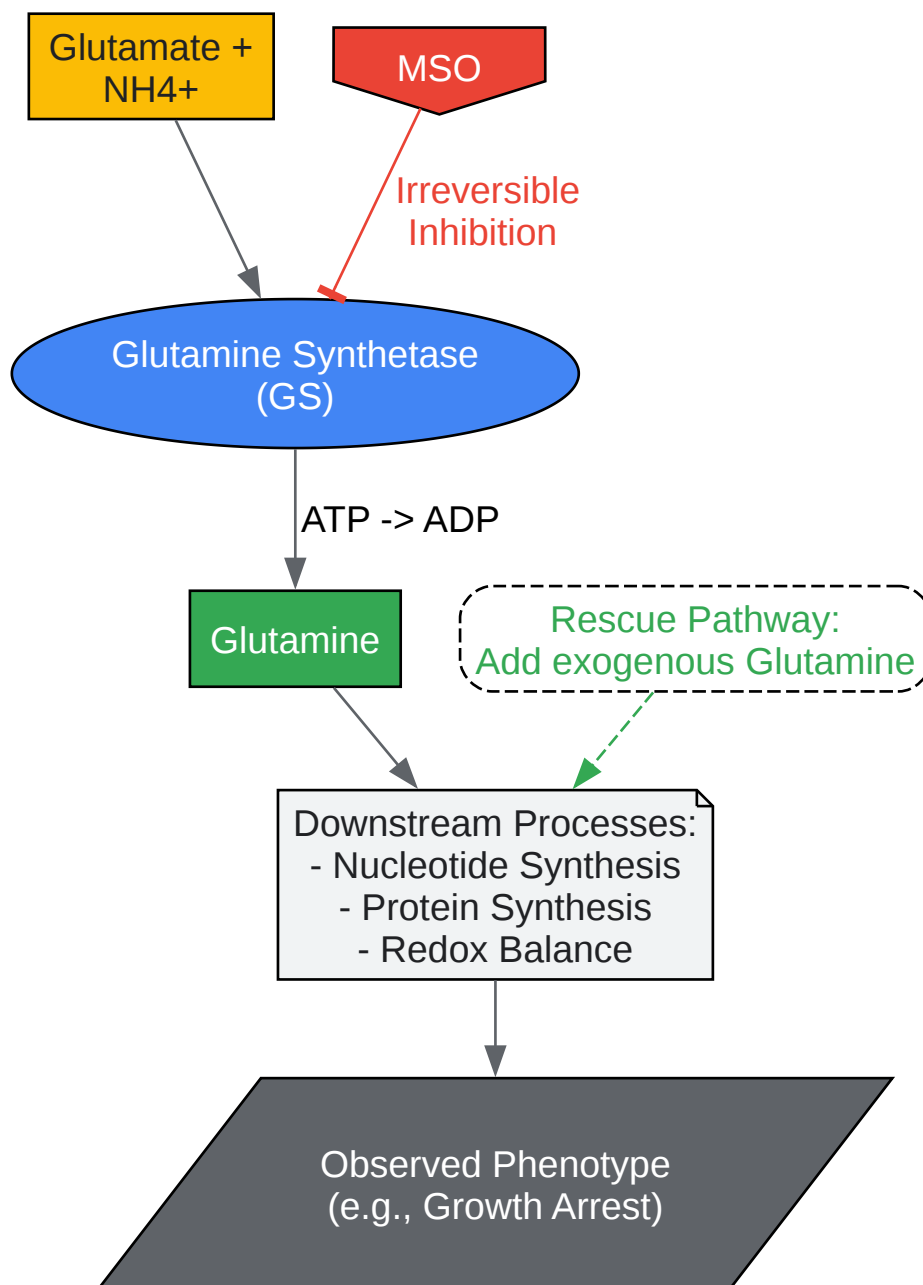 Glutamate +
NH4+
MSO
Irreversible
Inhibition
Glutamine Synthetase
(GS)
ATP -> ADP
Glutamine
Rescue Pathway:
Add exogenous Glutamine
Downstream Processes:
- Nucleotide Synthesis
- Protein Synthesis
- Redox Balance
Observed Phenotype
(e.g., Growth Arrest)